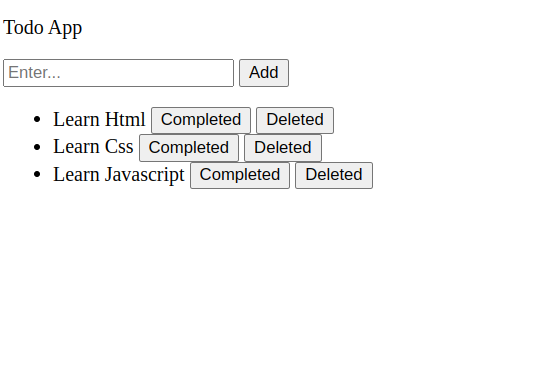 Todo App
Enter... Add
Learn Html Completed Deleted
Learn Css Completed Deleted
Learn Javascript Completed Deleted